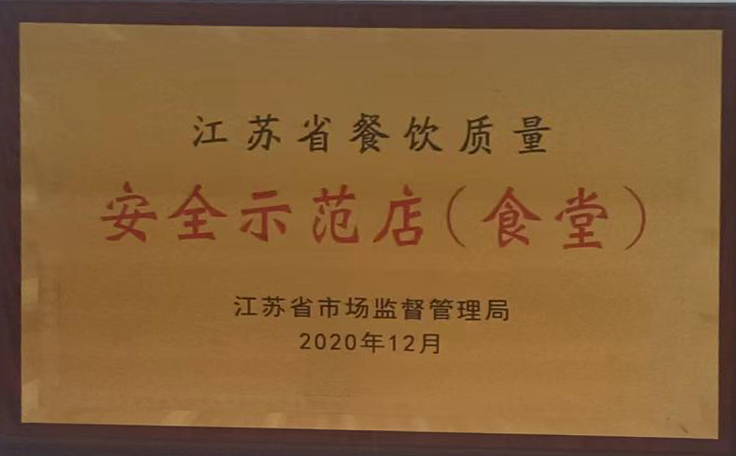 江苏省餐饮质量
安全示范店(食堂)
江苏省市场监督管理局
2020年12月